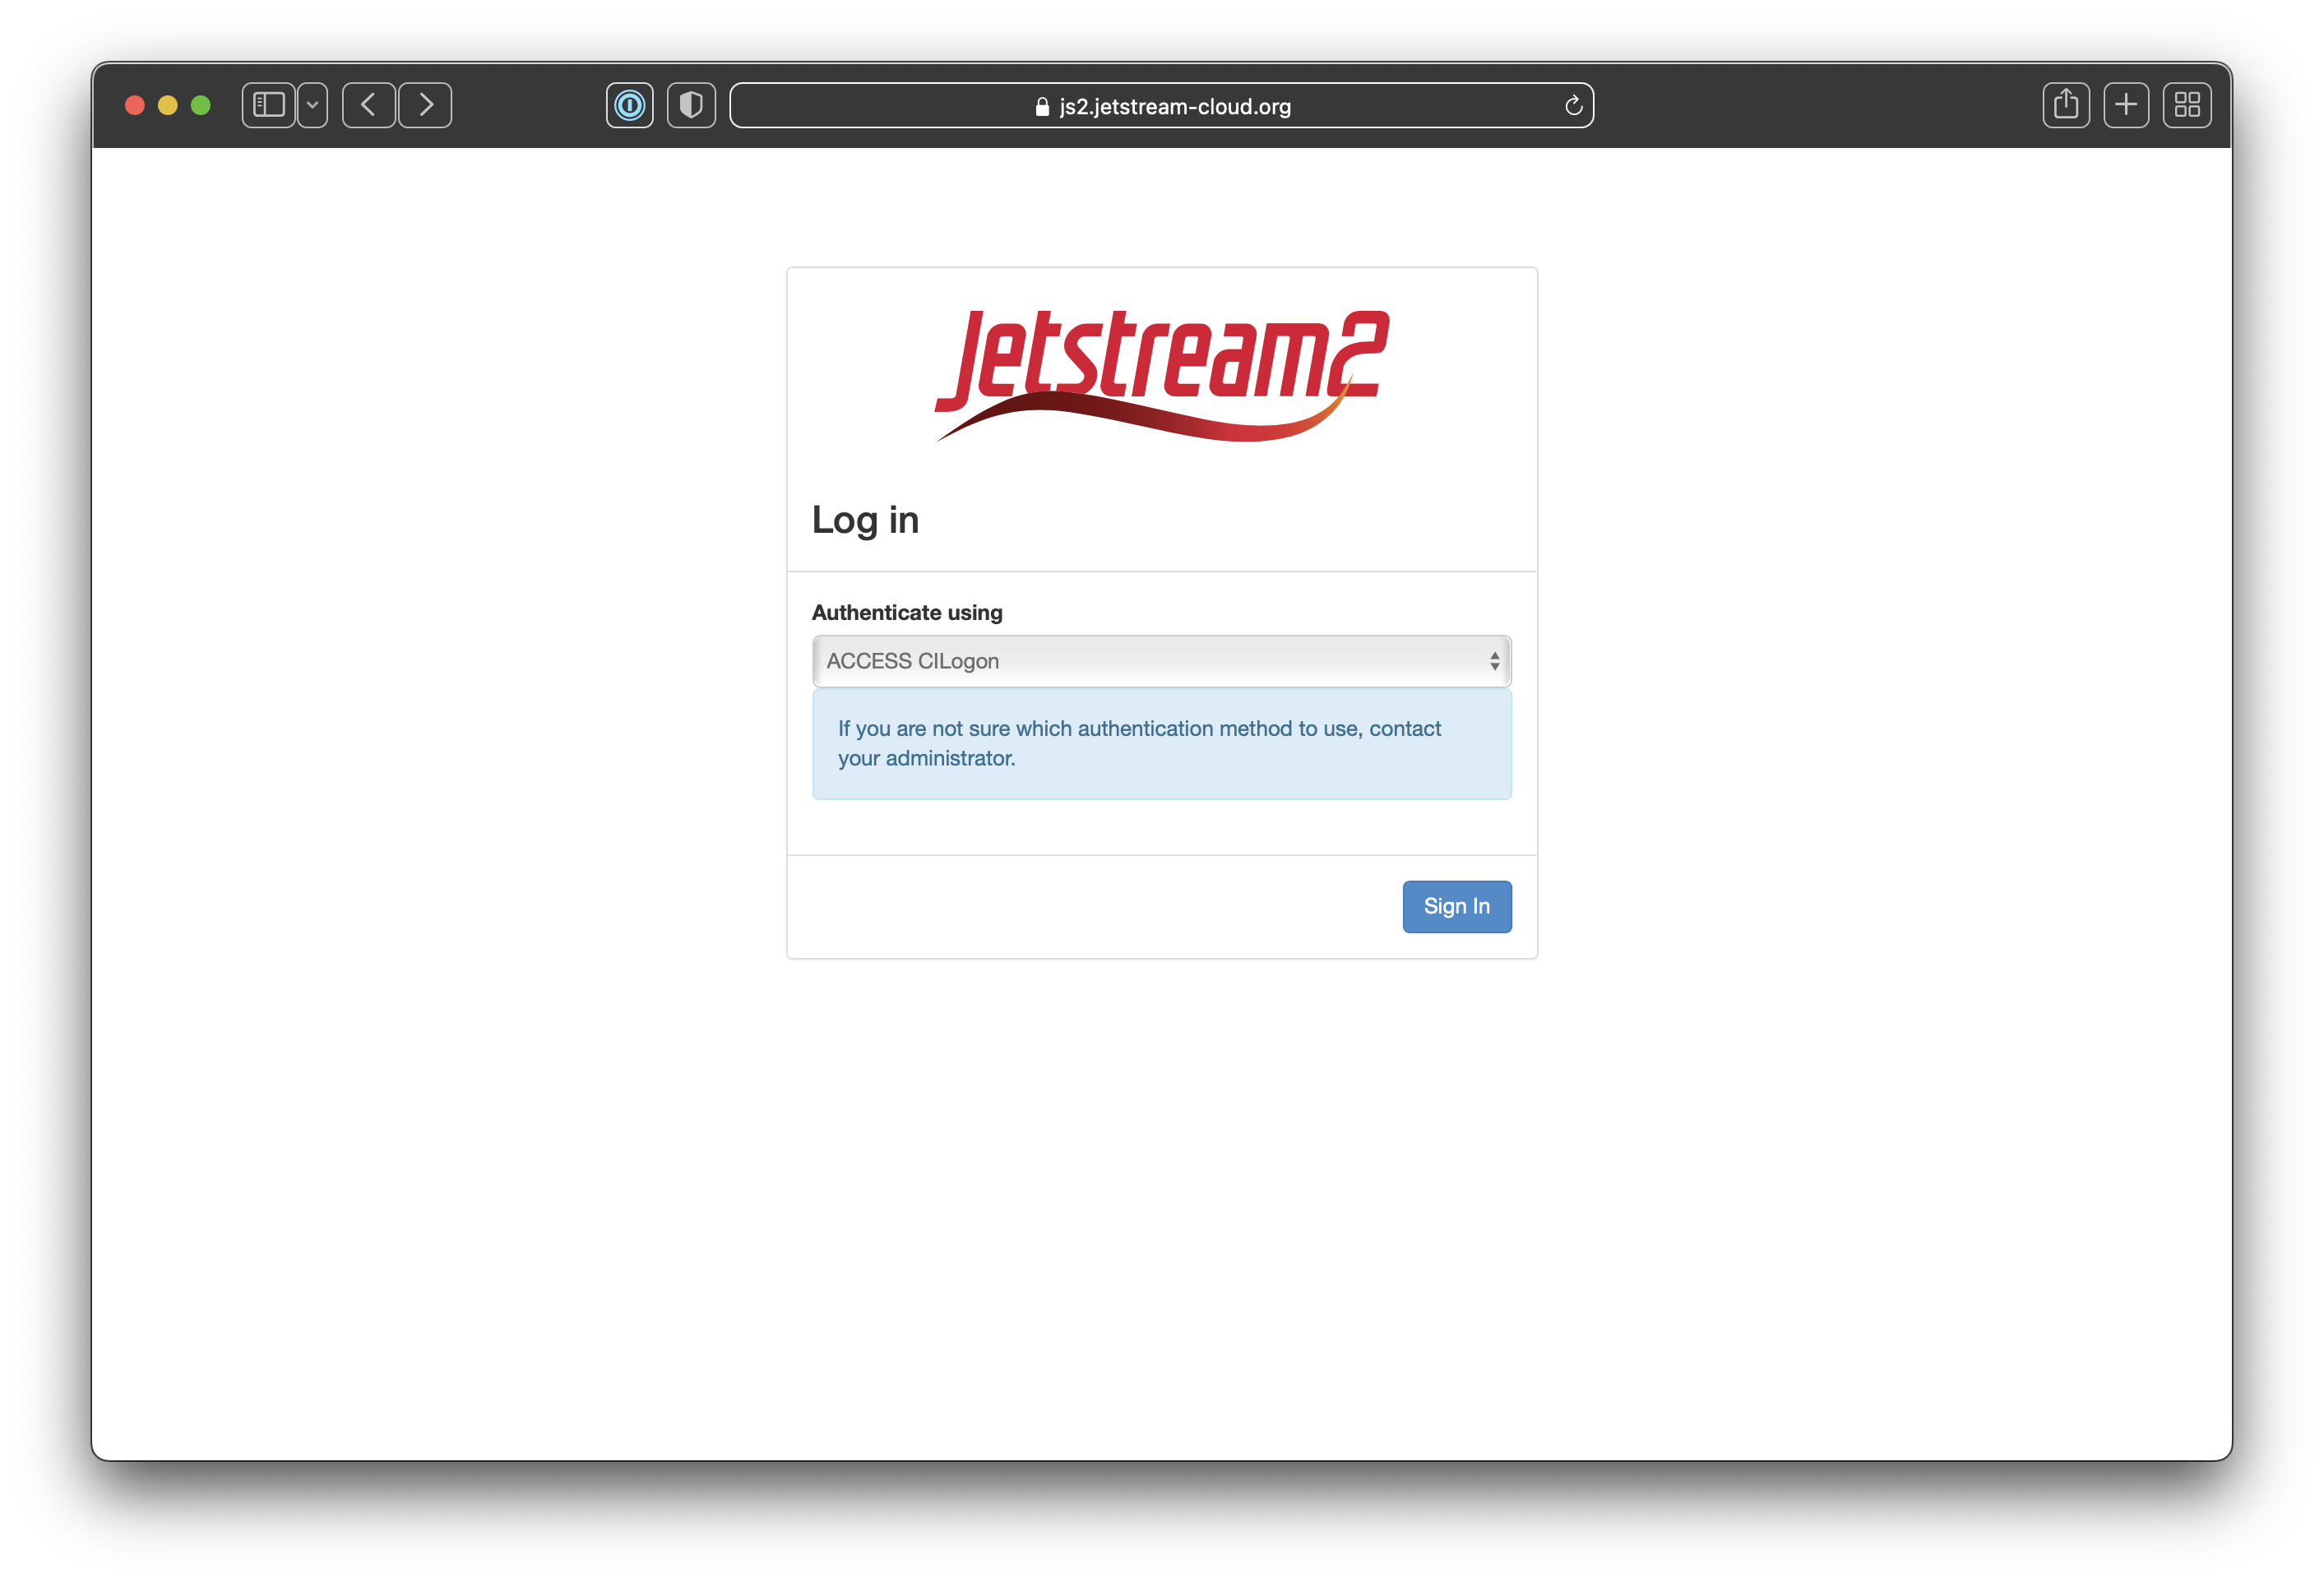 js2.jetstream-cloud.org
Jetstream2
Log in
Authenticate using
ACCESS CILogon
If you are not sure which authentication method to use, contact
your administrator.
Sign In